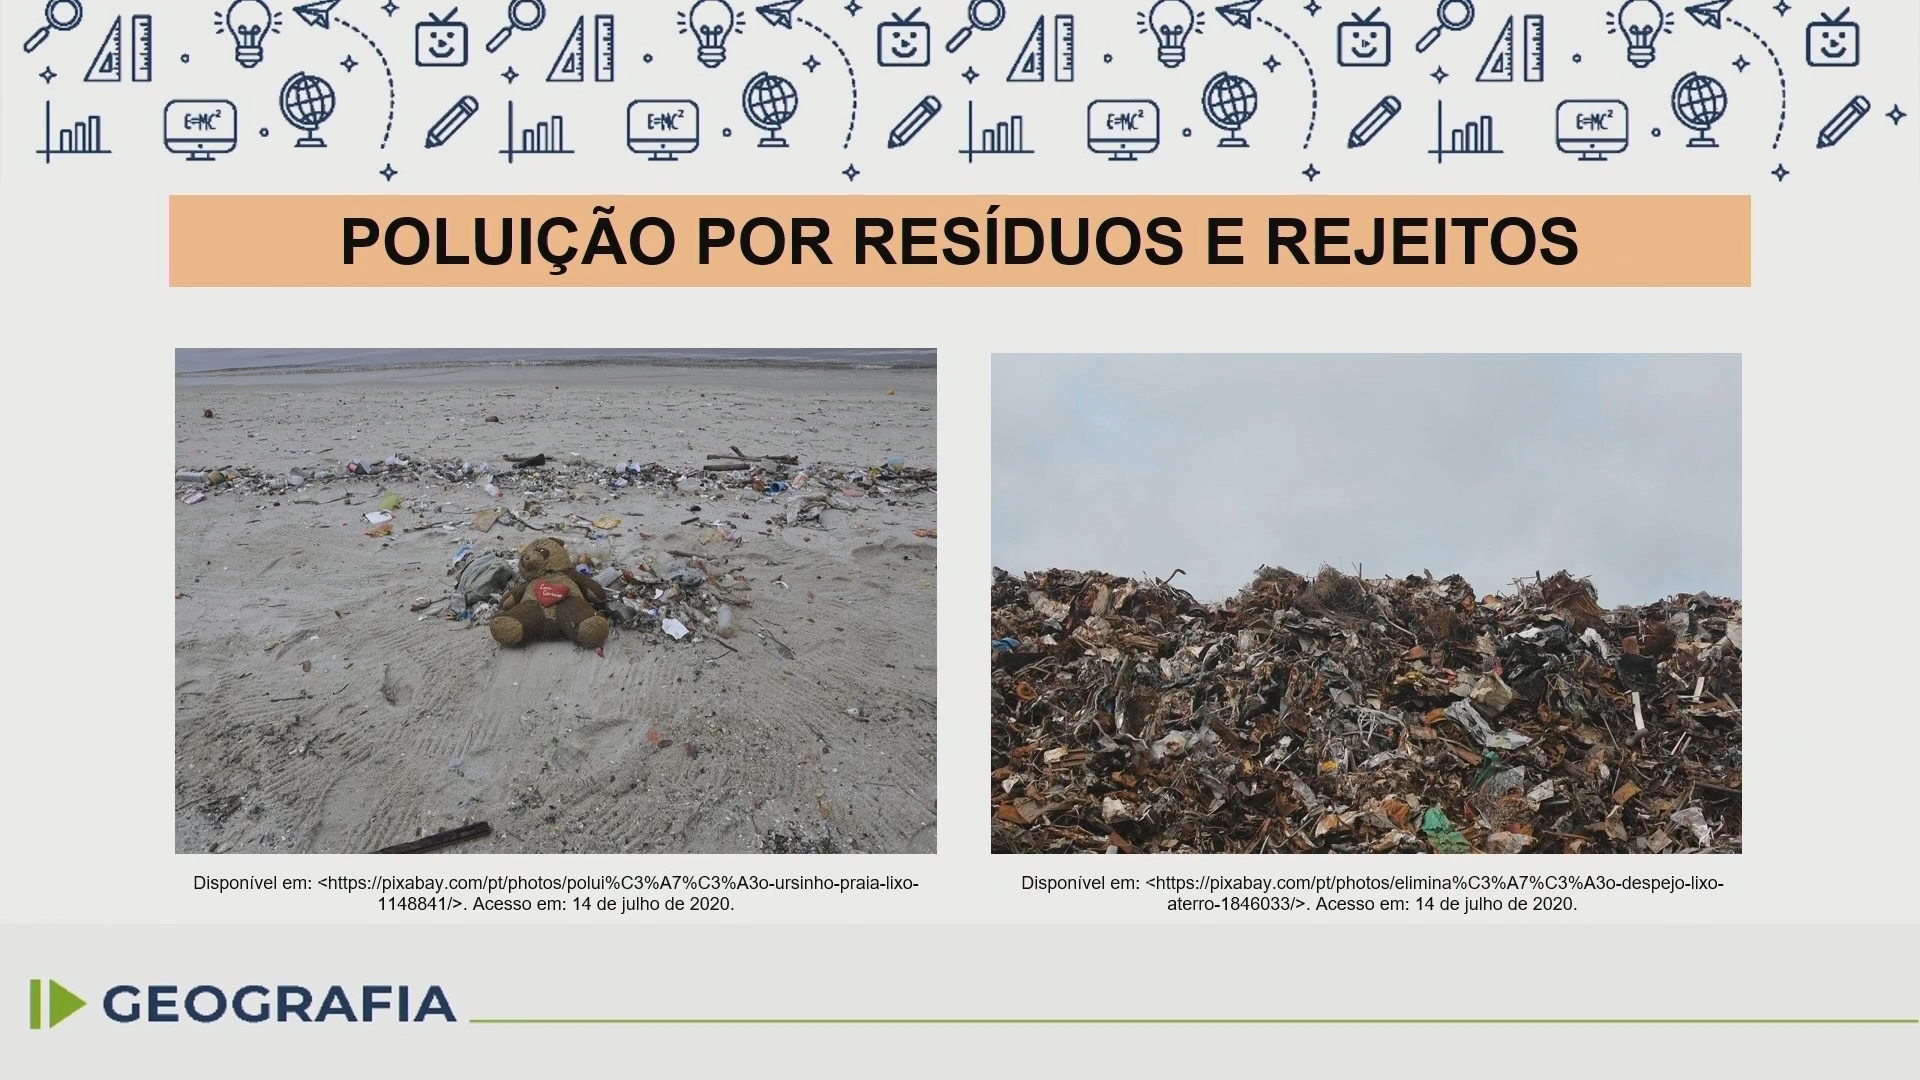 E=MC²
E=MC²
E=MC²
E=MC²
POLUIÇÃO POR RESÍDUOS E REJEITOS
Disponível em: <https://pixabay.com/pt/photos/polui%C3%A7%C3%A3o-ursinho-praia-lixo-
1148841/>. Acesso em: 14 de julho de 2020.
Disponível em: <https://pixabay.com/pt/photos/elimina%C3%A7%C3%A3o-despejo-lixo-
aterro-1846033/>. Acesso em: 14 de julho de 2020.
GEOGRAFIA